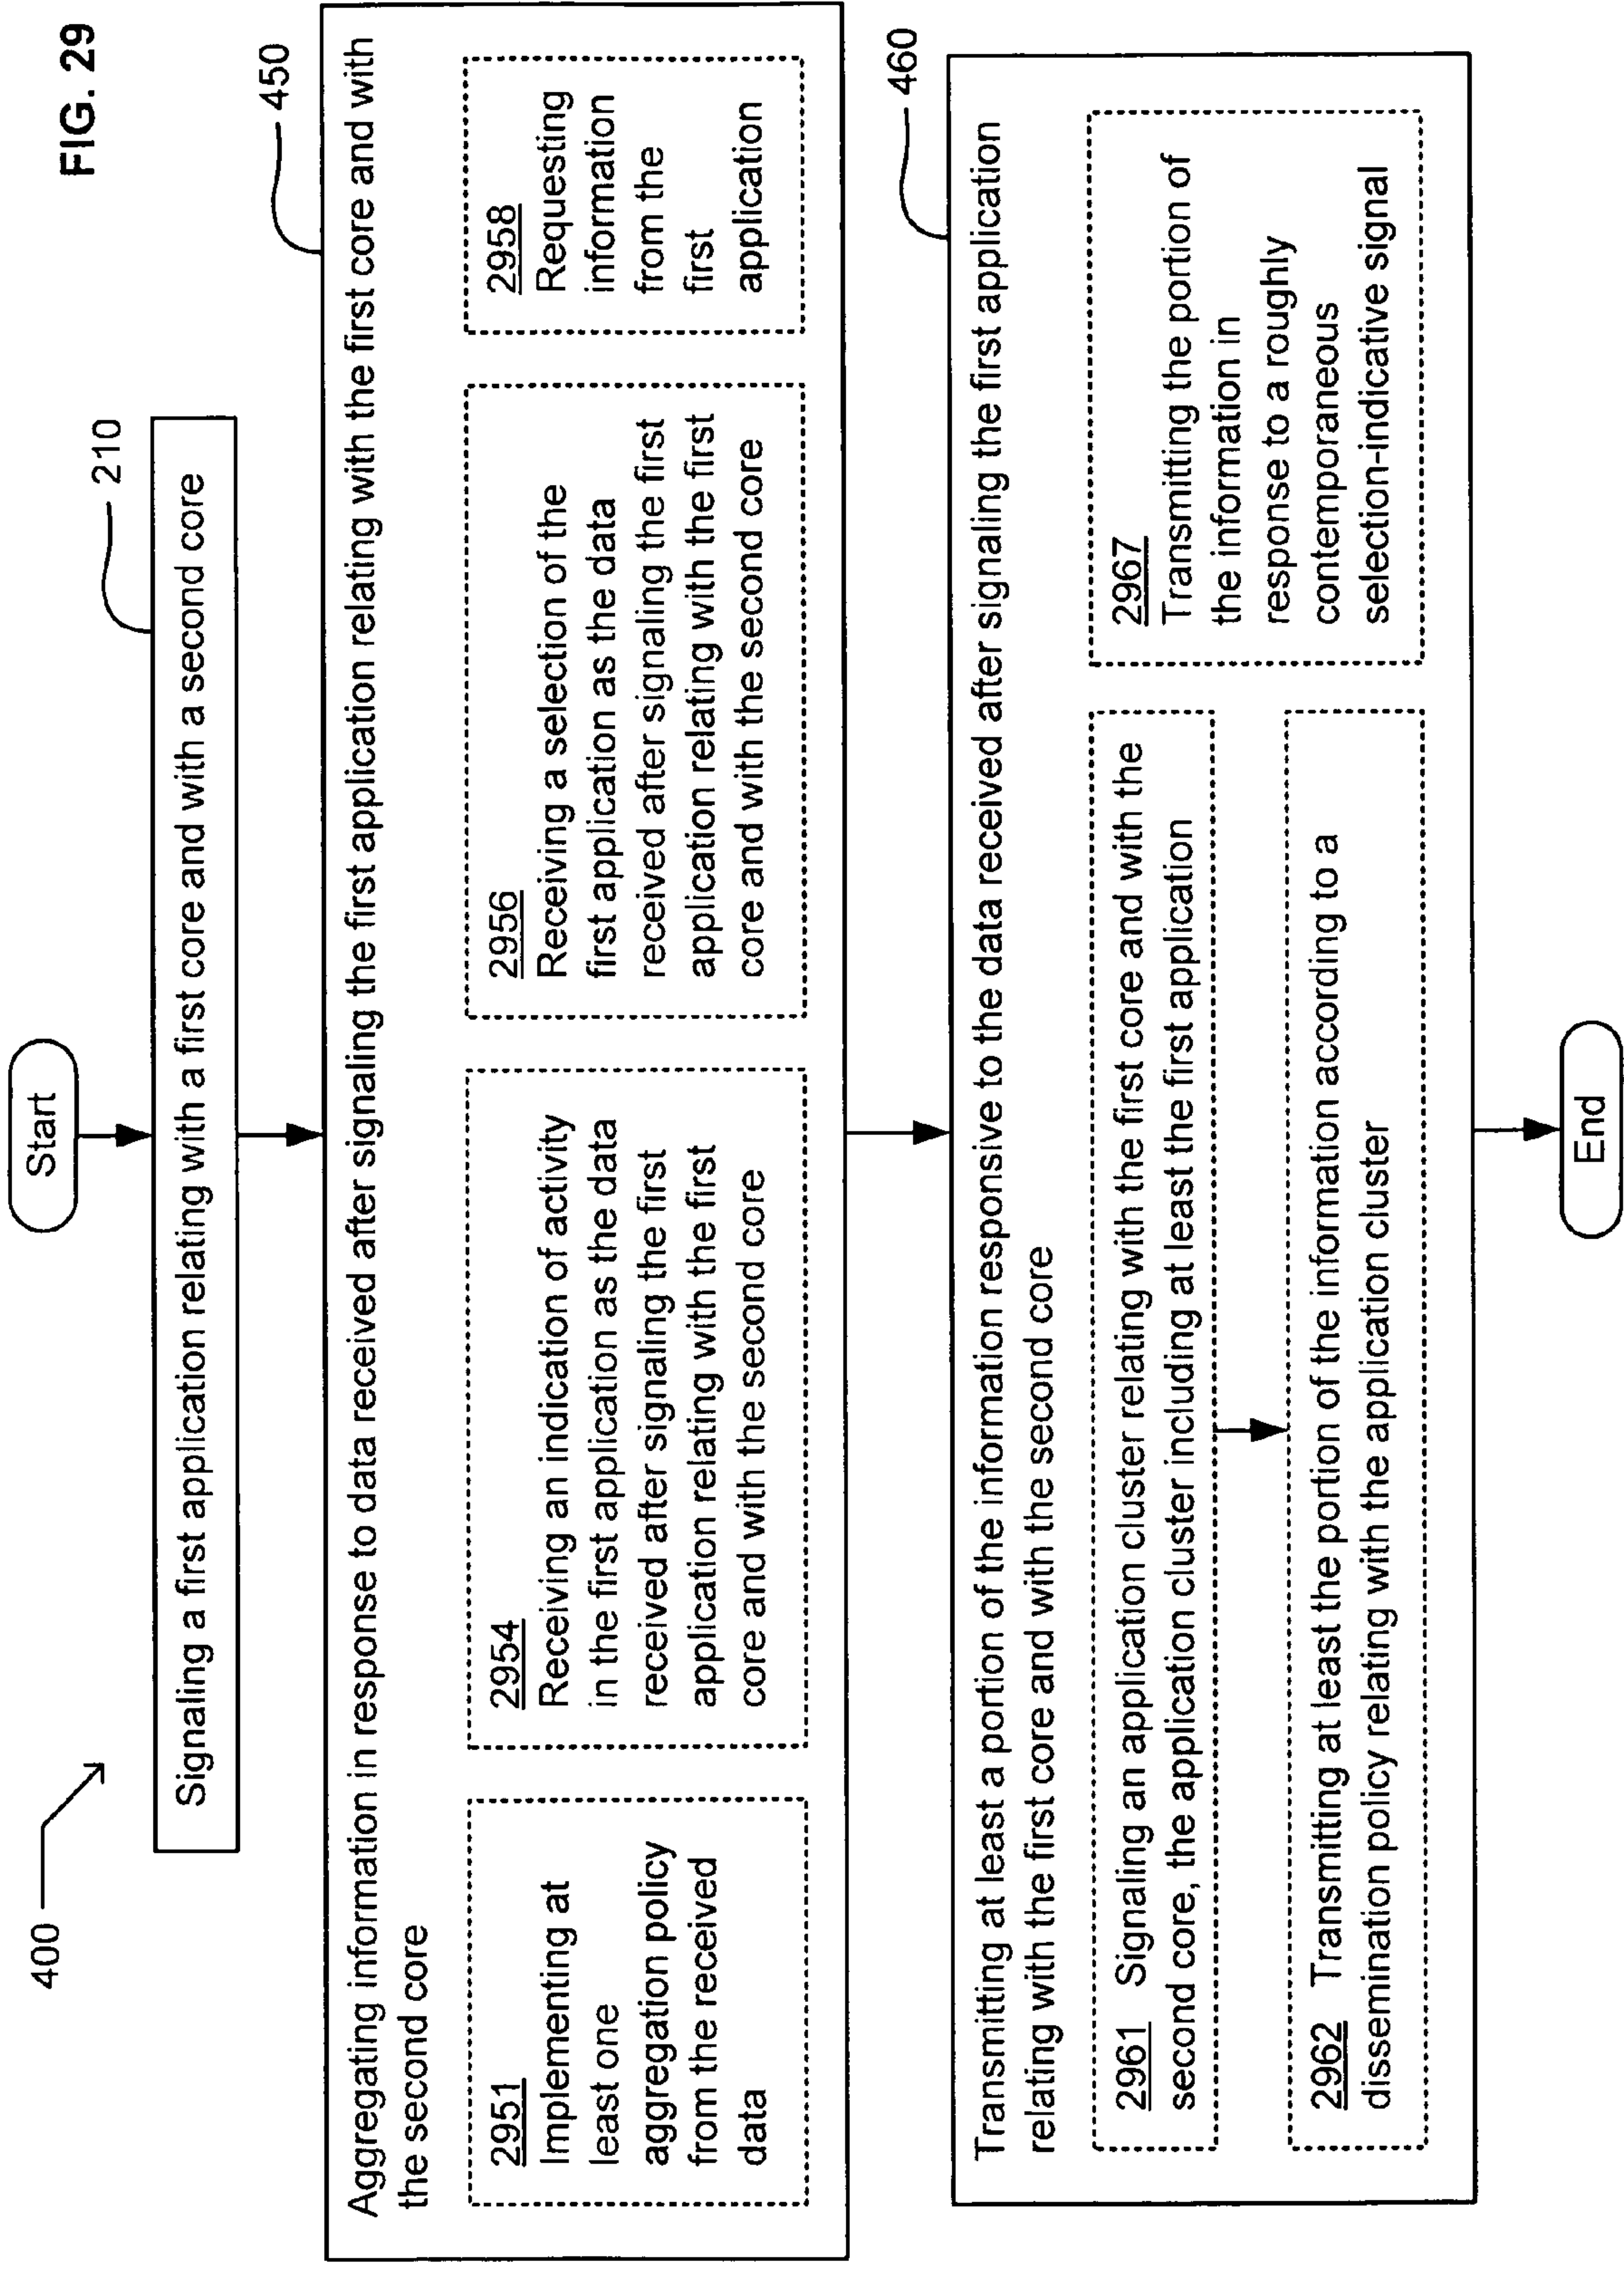 FIG. 29
400
Start
210
Signaling a first application relating with a first core and with a second core
450
Aggregating information in response to data received after signaling the first application relating with the first core and with
the second core
2951
Implementing at
least one
aggregation policy
from the received
data
2954
Receiving an indication of activity
in the first application as the data
received after signaling the first
application relating with the first
core and with the second core
2956
Receiving a selection of the
first application as the data
received after signaling the first
application relating with the first
core and with the second core
2958
Requesting
information
from the
first
application
460
Transmitting at least a portion of the information responsive to the data received after signaling the first application
relating with the first core and with the second core
2961 Signaling an application cluster relating with the first core and with the
second core, the application cluster including at least the first application
2962 Transmitting at least the portion of the information according to a
dissemination policy relating with the application cluster
2967
Transmitting the portion of
the information in
response to a roughly
contemporaneous
selection-indicative signal
End